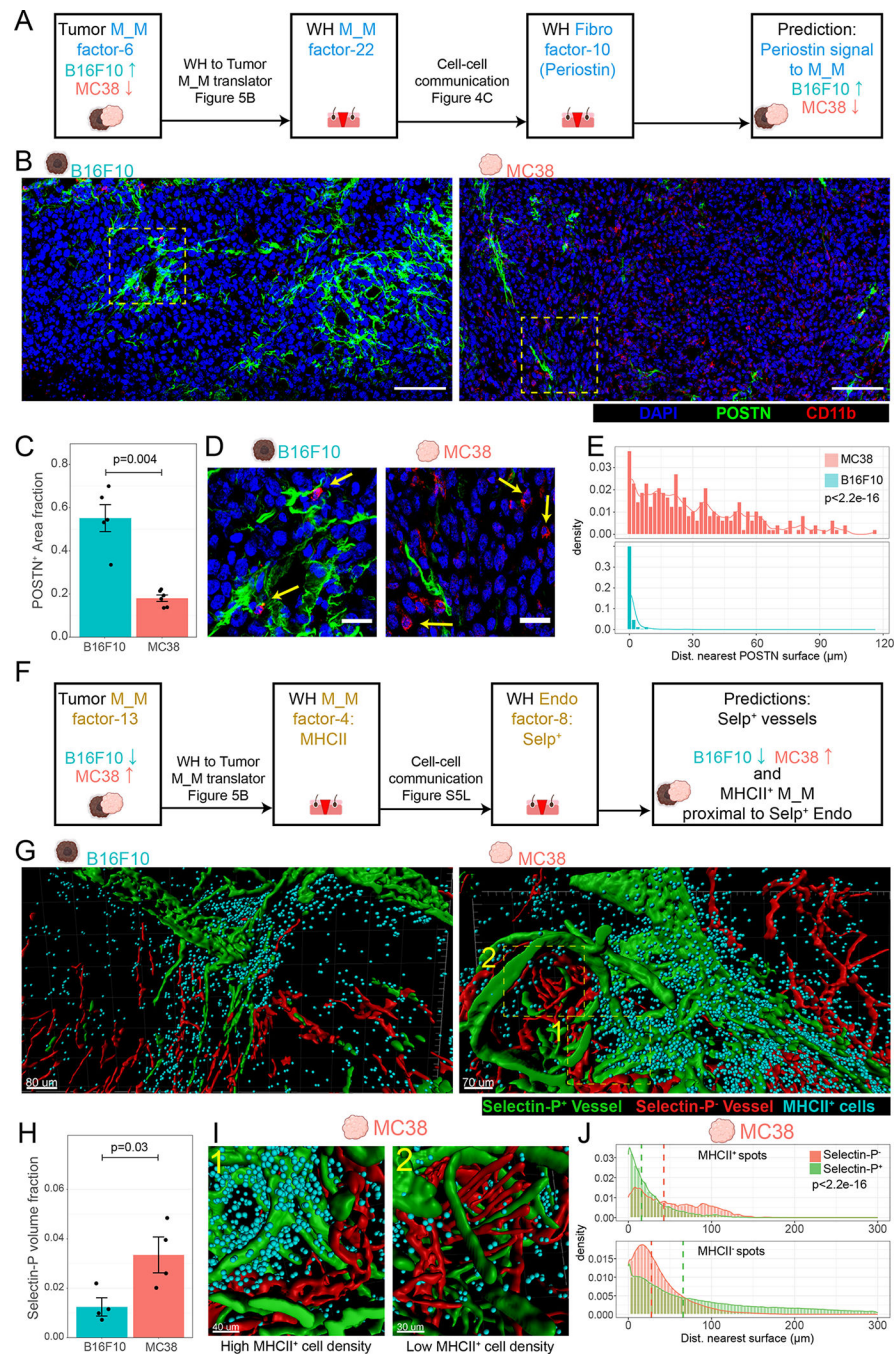 A
Tumor M_M
factor-6
B16F10 ↑
MC38 ↓
WH to Tumor
M_M translator
Figure 5B
WH M_M
factor-22
Cell-cell
communication
Figure 4C
WH Fibro
factor-10
(Periostin)
Prediction:
Periostin signal
to M_M
B16F10 ↑
MC38 ↓
B
B16F10
MC38
DAPI POSTN CD11b
C
p=0.004
POSTN⁺ Area fraction
0.8
0.6
0.4
0.2
0.0
B16F10 MC38
D
B16F10
MC38
E
MC38
B16F10
p<2.2e-16
density
0.03
0.02
0.01
0.00
0.3
0.2
0.1
0.0
0 30 60 90 120
Dist. nearest POSTN surface (µm)
F
Tumor M_M
factor-13
B16F10 ↓
MC38 ↑
WH to Tumor
M_M translator
Figure 5B
WH M_M
factor-4:
MHCII
Cell-cell
communication
Figure S5L
WH Endo
factor-8:
Selp⁺
Predictions:
Selp⁺ vessels
B16F10 ↓ MC38 ↑
and
MHCII⁺ M_M
proximal to Selp⁺ Endo
G
B16F10
MC38
80 um
2
1
70 um
Selectin-P⁺ Vessel Selectin-P⁻ Vessel MHCII⁺ cells
H
p=0.03
Selectin-P volume fraction
0.06
0.04
0.02
0.00
B16F10 MC38
I
MC38
1
40 um
High MHCII⁺ cell density
2
30 um
Low MHCII⁺ cell density
J
MC38
MHCII⁺ spots
Selectin-P⁻
Selectin-P⁺
p<2.2e-16
density
0.03
0.02
0.01
0.00
0 100 200 300
MHCII⁻ spots
0.015
0.010
0.005
0.000
0 100 200 300
Dist. nearest surface (µm)